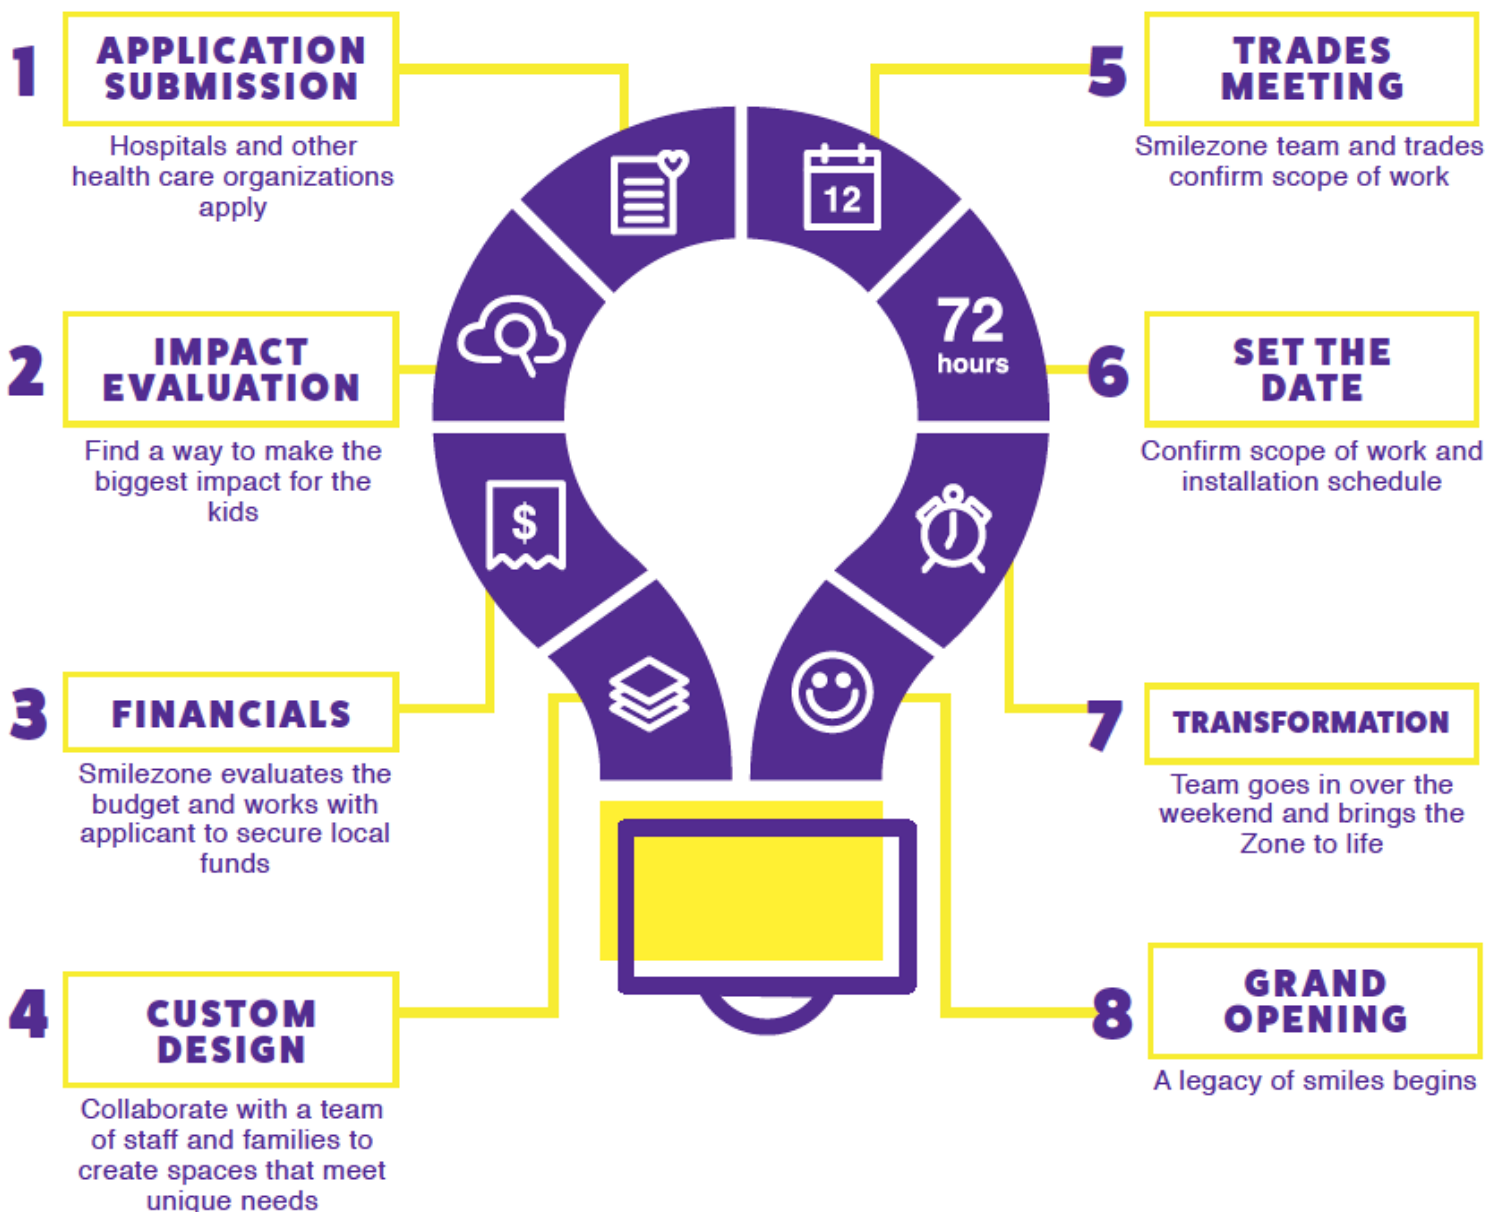 1
APPLICATION
SUBMISSION
Hospitals and other
health care organizations
apply
2
IMPACT
EVALUATION
Find a way to make the
biggest impact for the
kids
$
3
FINANCIALS
Smilezone evaluates the
budget and works with
applicant to secure local
funds
4
CUSTOM
DESIGN
Collaborate with a team
of staff and families to
create spaces that meet
unique needs
12
5
TRADES
MEETING
Smilezone team and trades
confirm scope of work
72
hours
6
SET THE
DATE
Confirm scope of work and
installation schedule
7
TRANSFORMATION
Team goes in over the
weekend and brings the
Zone to life
8
GRAND
OPENING
A legacy of smiles begins